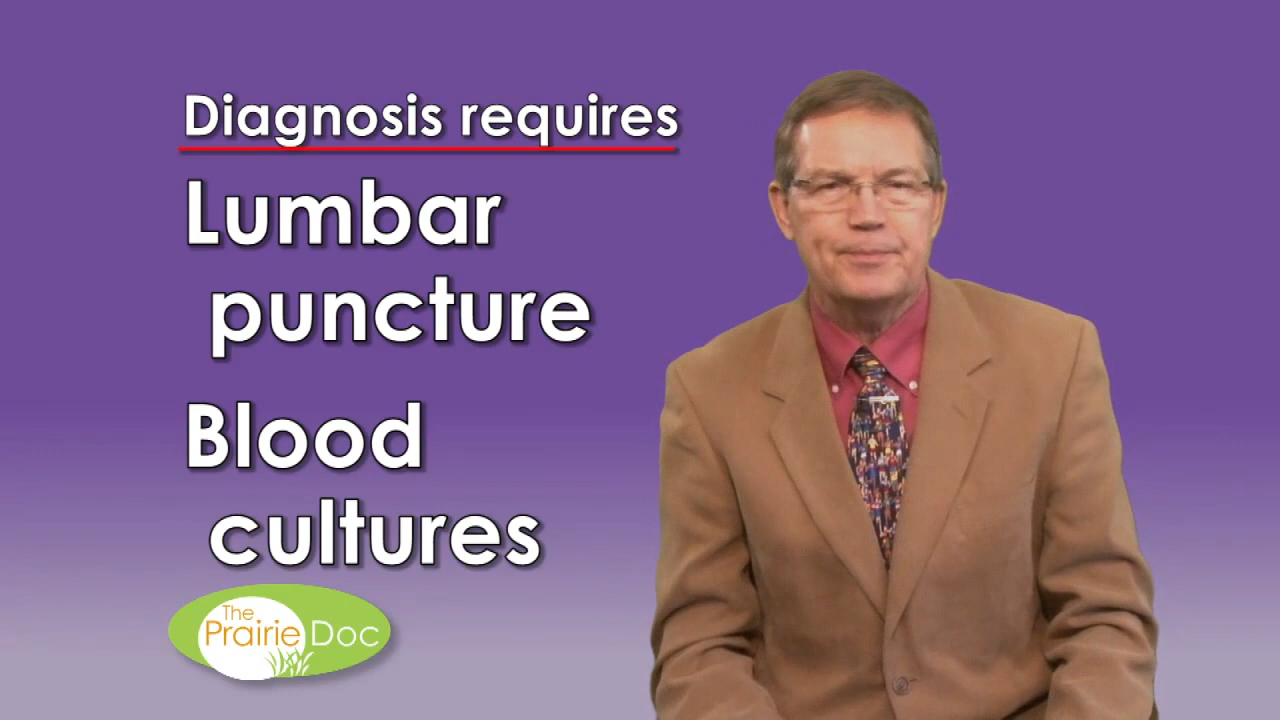 Diagnosis requires
Lumbar
puncture
Blood
cultures
The
Prairie Doc